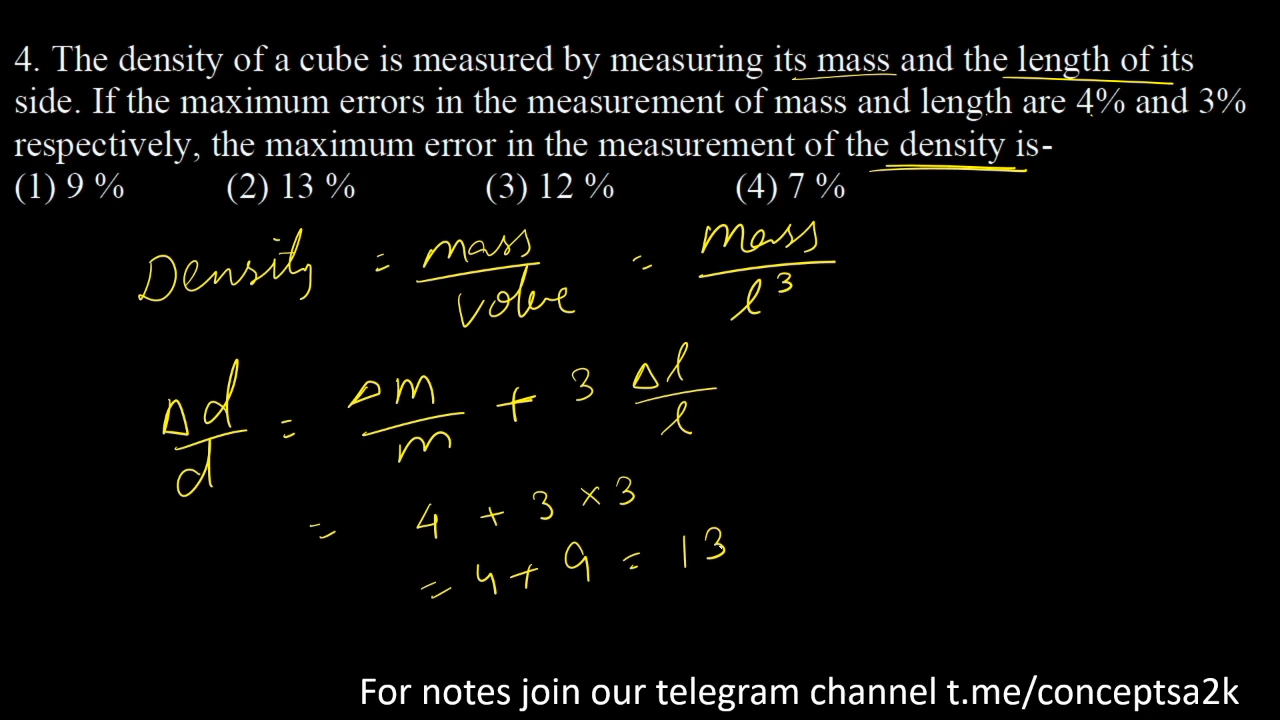 4. The density of a cube is measured by measuring its mass and the length of its
side. If the maximum errors in the measurement of mass and length are 4% and 3%
respectively, the maximum error in the measurement of the density is-
(1) 9 % (2) 13 % (3) 12 % (4) 7 %
Density = mass / volume = mass / l³
Δd / d = Δm / m + 3 Δl / l
= 4 + 3 × 3
= 4 + 9 = 13
For notes join our telegram channel t.me/conceptsa2k